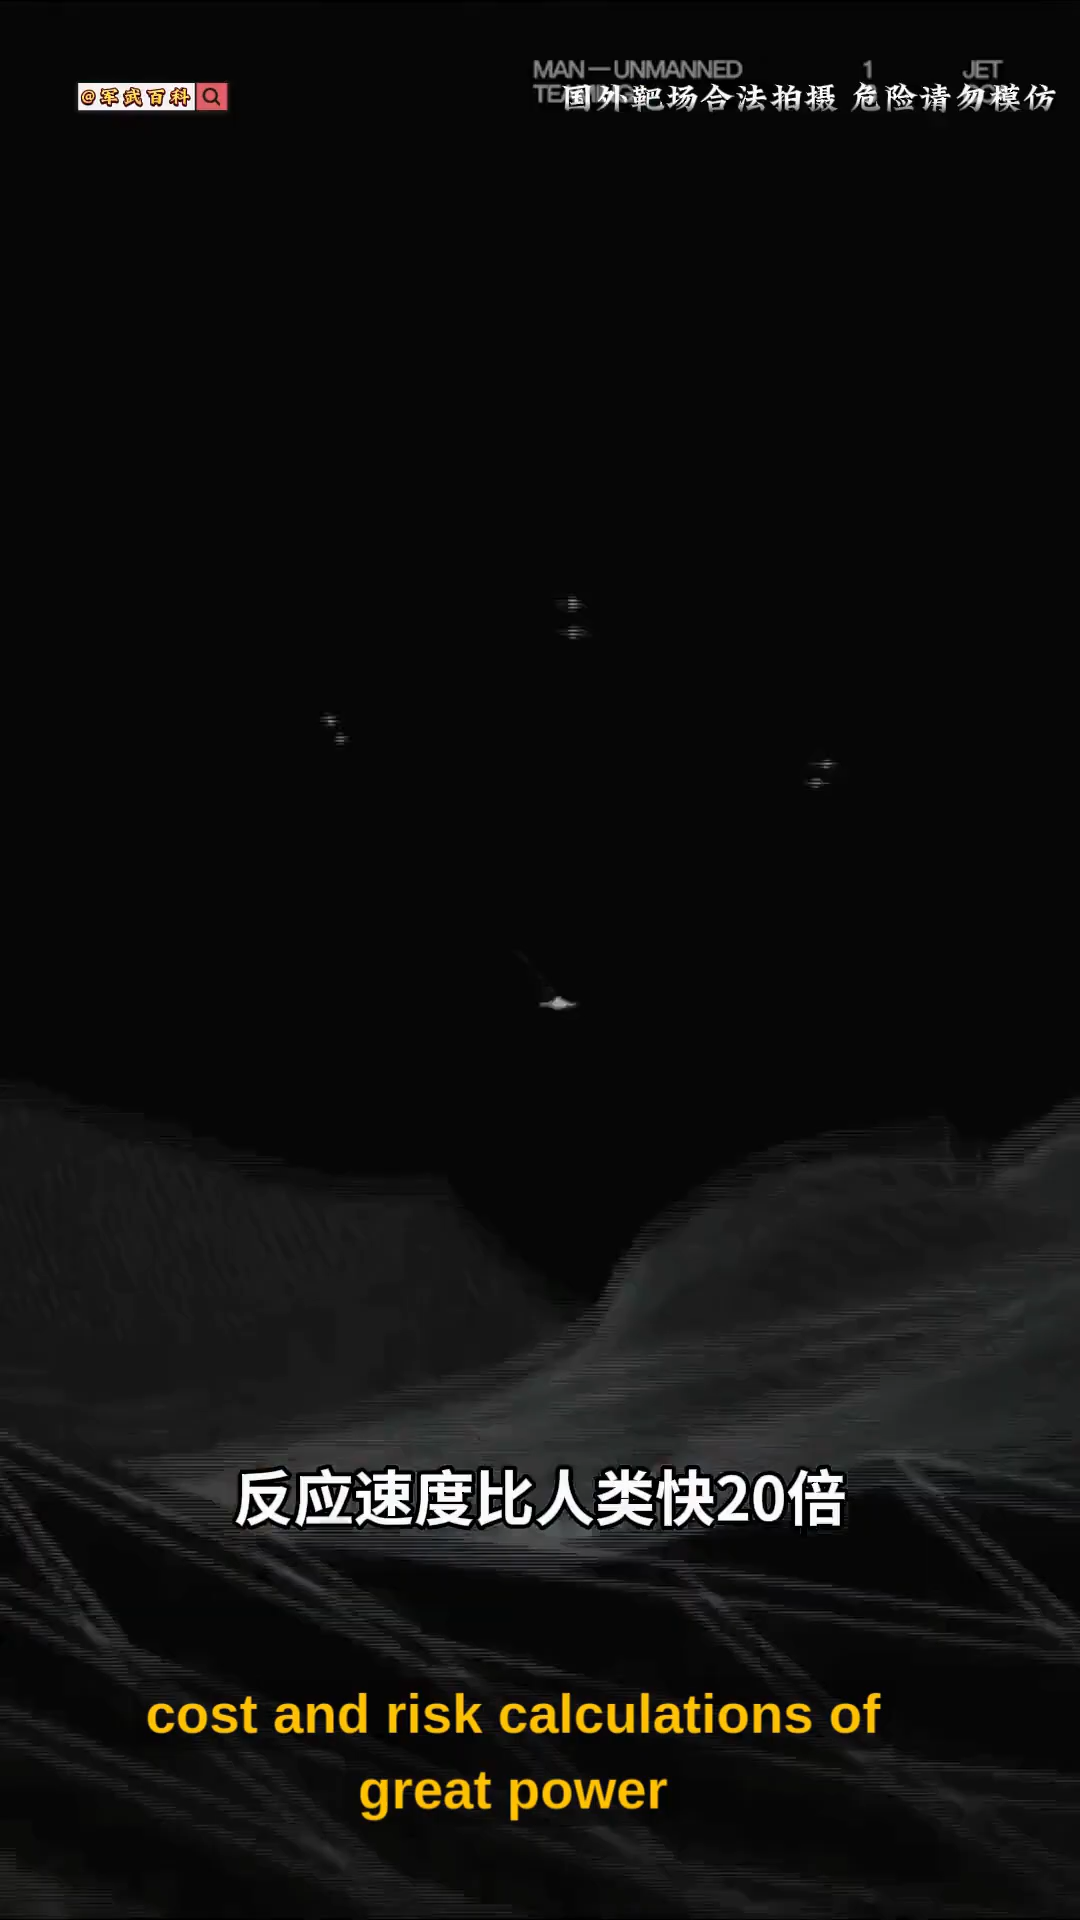 @军武百科
MAN—UNMANNED 1 JET
国外靶场合法拍摄 危险请勿模仿
反应速度比人类快20倍
cost and risk calculations of
great power